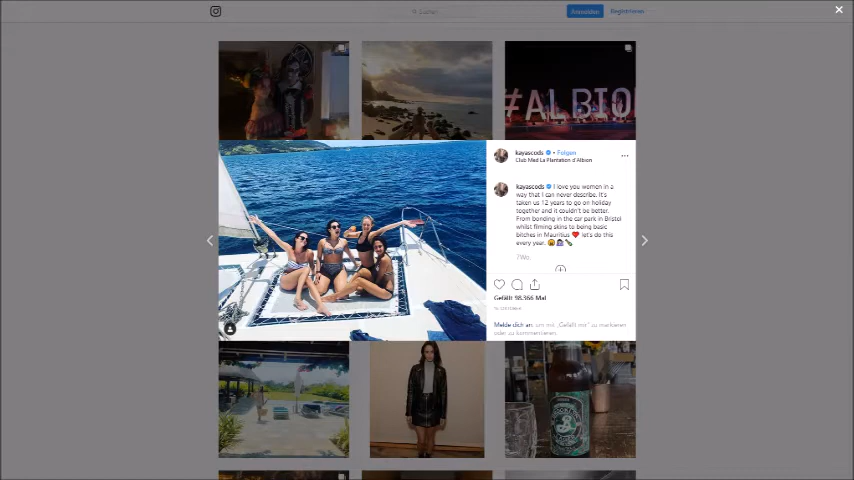 Suchen
Anmelden
Registrieren
#ALBIO
kayascods • Folgen
Club Med La Plantation d'Albion
kayascods I love you women in a
way that I can never describe. It's
taken us 12 years to go on holiday
together and it couldn't be better.
From bonding in the car park in Bristol
whilst filming skins to being basic
bitches in Mauritius ❤️ let's do this
every year.
7Wo.
Gefällt 98.366 Mal
Melde dich an, um mit „Gefällt mir" zu markieren
oder zu kommentieren.